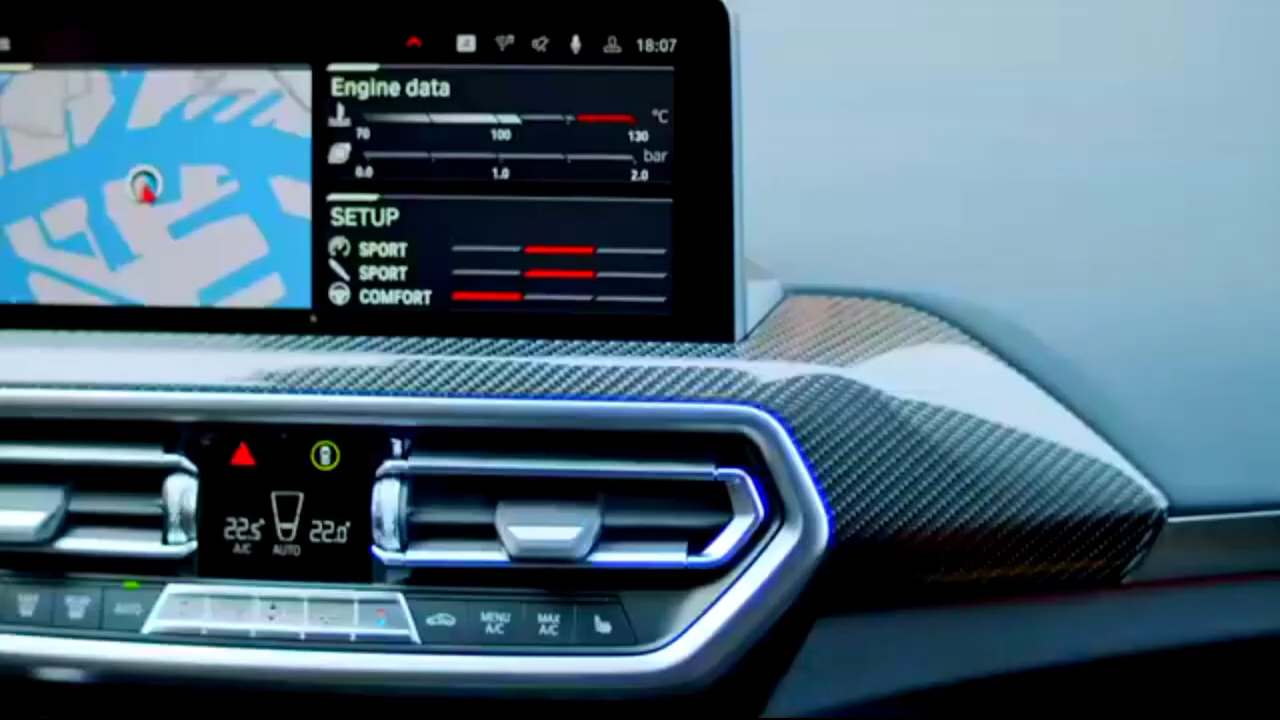 18:07
Engine data
°C
70 100 130
bar
0.0 1.0 2.0
SETUP
SPORT
SPORT
COMFORT
22.5° 22.0°
A/C AUTO
AUTO MENU A/C MAX A/C